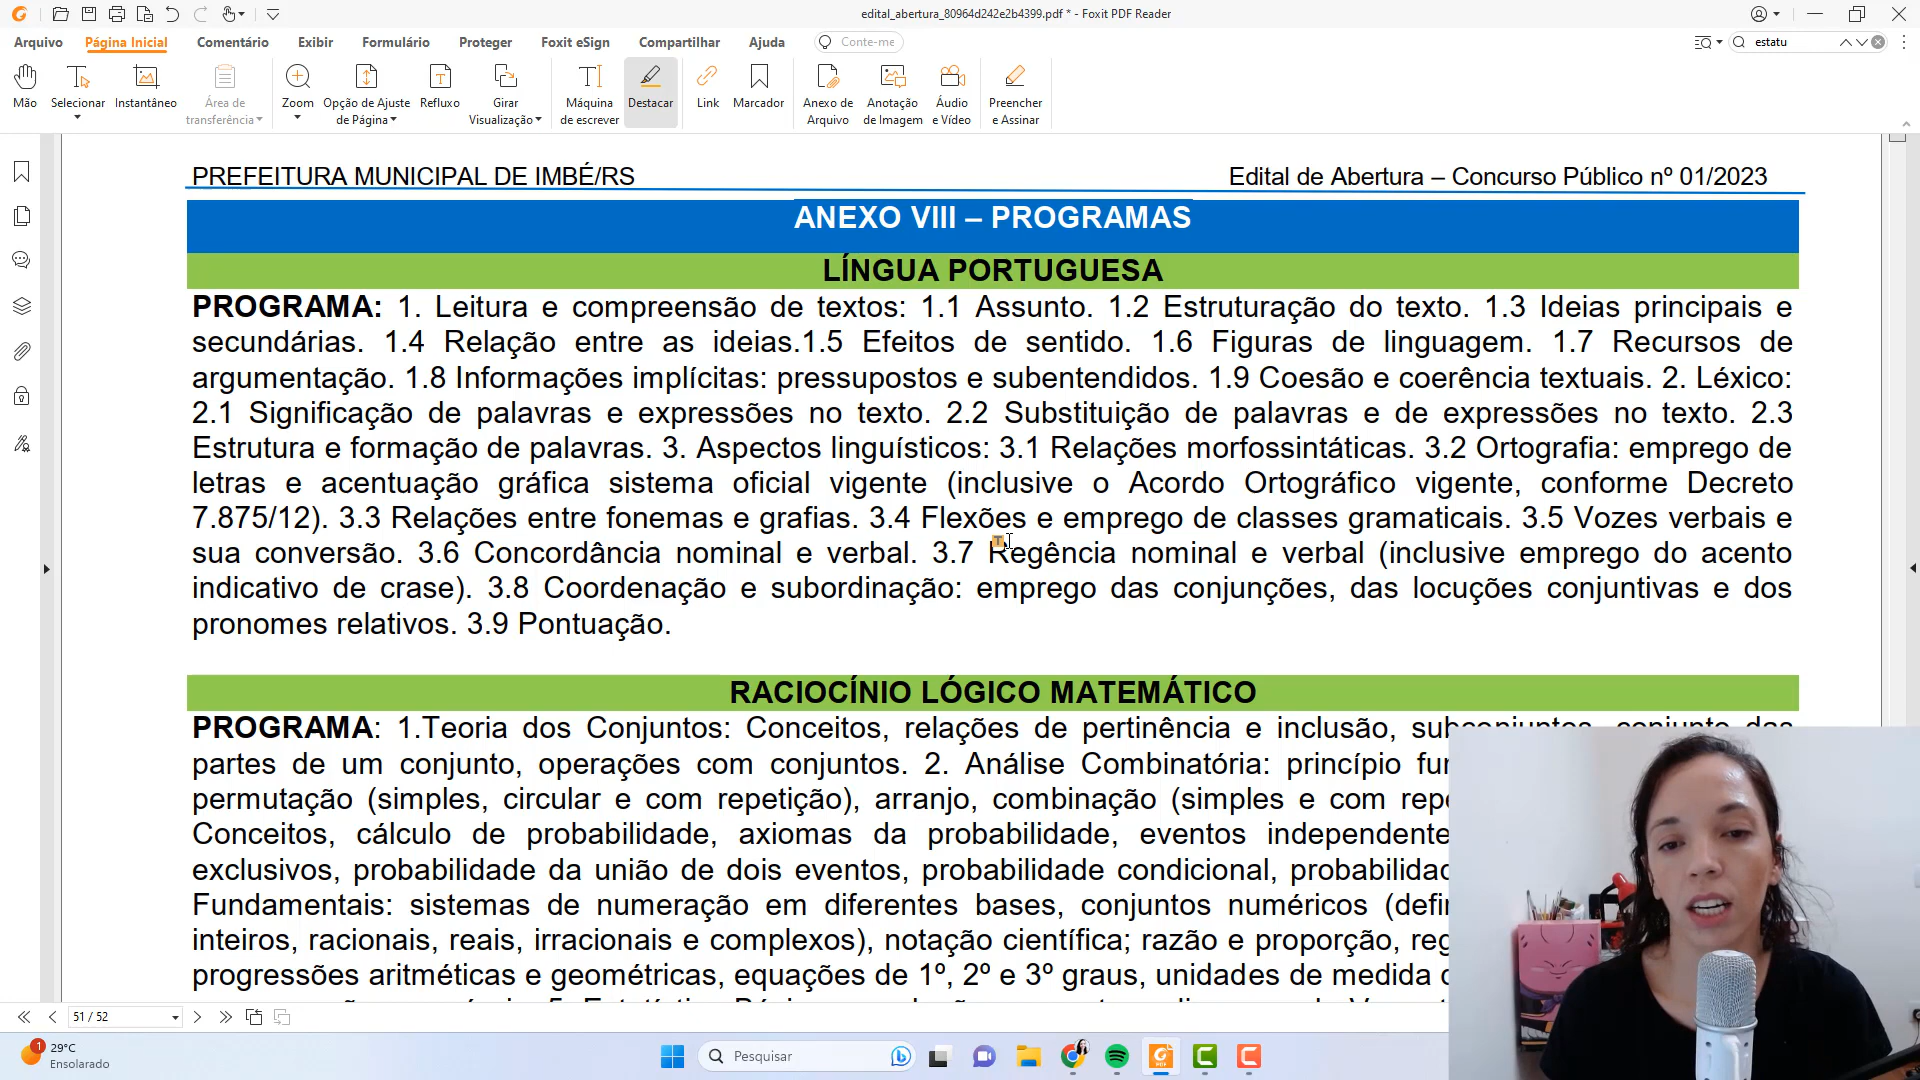 edital_abertura_80964d242e2b4399.pdf * - Foxit PDF Reader
Arquivo Página Inicial Comentário Exibir Formulário Proteger Foxit eSign Compartilhar Ajuda Conte-me estatu
Mão Selecionar Instantâneo Área de transferência Zoom Opção de Ajuste de Página Refluxo Girar Visualização Máquina de escrever Destacar Link Marcador Anexo de Arquivo Anotação de Imagem Áudio e Vídeo Preencher e Assinar
PREFEITURA MUNICIPAL DE IMBÉ/RS Edital de Abertura – Concurso Público nº 01/2023
ANEXO VIII – PROGRAMAS
LÍNGUA PORTUGUESA
PROGRAMA: 1. Leitura e compreensão de textos: 1.1 Assunto. 1.2 Estruturação do texto. 1.3 Ideias principais e
secundárias. 1.4 Relação entre as ideias.1.5 Efeitos de sentido. 1.6 Figuras de linguagem. 1.7 Recursos de
argumentação. 1.8 Informações implícitas: pressupostos e subentendidos. 1.9 Coesão e coerência textuais. 2. Léxico:
2.1 Significação de palavras e expressões no texto. 2.2 Substituição de palavras e de expressões no texto. 2.3
Estrutura e formação de palavras. 3. Aspectos linguísticos: 3.1 Relações morfossintáticas. 3.2 Ortografia: emprego de
letras e acentuação gráfica sistema oficial vigente (inclusive o Acordo Ortográfico vigente, conforme Decreto
7.875/12). 3.3 Relações entre fonemas e grafias. 3.4 Flexões e emprego de classes gramaticais. 3.5 Vozes verbais e
sua conversão. 3.6 Concordância nominal e verbal. 3.7 Regência nominal e verbal (inclusive emprego do acento
indicativo de crase). 3.8 Coordenação e subordinação: emprego das conjunções, das locuções conjuntivas e dos
pronomes relativos. 3.9 Pontuação.
RACIOCÍNIO LÓGICO MATEMÁTICO
PROGRAMA: 1.Teoria dos Conjuntos: Conceitos, relações de pertinência e inclusão, subconjuntos, conjunto das
partes de um conjunto, operações com conjuntos. 2. Análise Combinatória: princípio
permutação (simples, circular e com repetição), arranjo, combinação (simples e com
Conceitos, cálculo de probabilidade, axiomas da probabilidade, eventos
exclusivos, probabilidade da união de dois eventos, probabilidade condicional,
Fundamentais: sistemas de numeração em diferentes bases, conjuntos numéricos
inteiros, racionais, reais, irracionais e complexos), notação científica; razão e proporção,
progressões aritméticas e geométricas, equações de 1º, 2º e 3º graus, unidades de medida
51 / 52
1
29°C
Ensolarado
Pesquisar